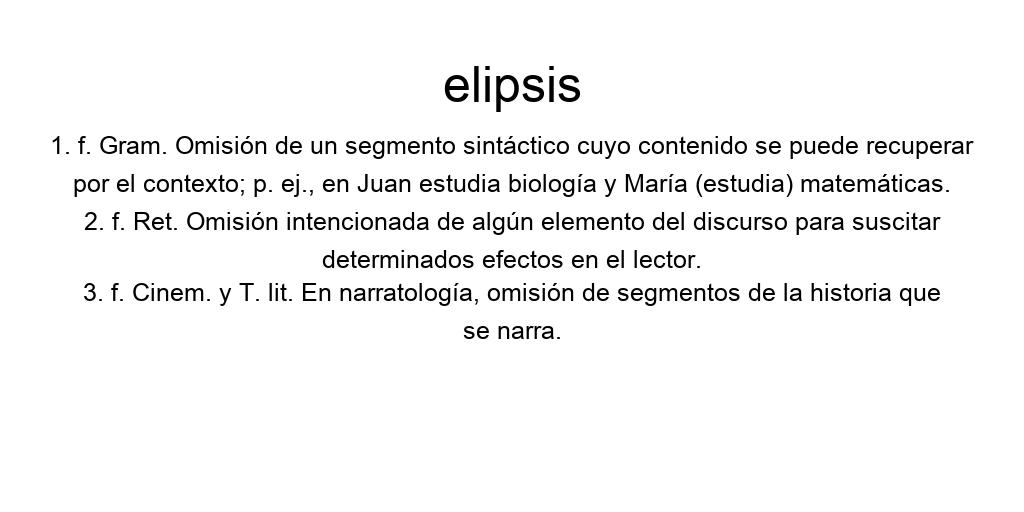 elipsis
1. f. Gram. Omisión de un segmento sintáctico cuyo contenido se puede recuperar
por el contexto; p. ej., en Juan estudia biología y María (estudia) matemáticas.
2. f. Ret. Omisión intencionada de algún elemento del discurso para suscitar
determinados efectos en el lector.
3. f. Cinem. y T. lit. En narratología, omisión de segmentos de la historia que
se narra.